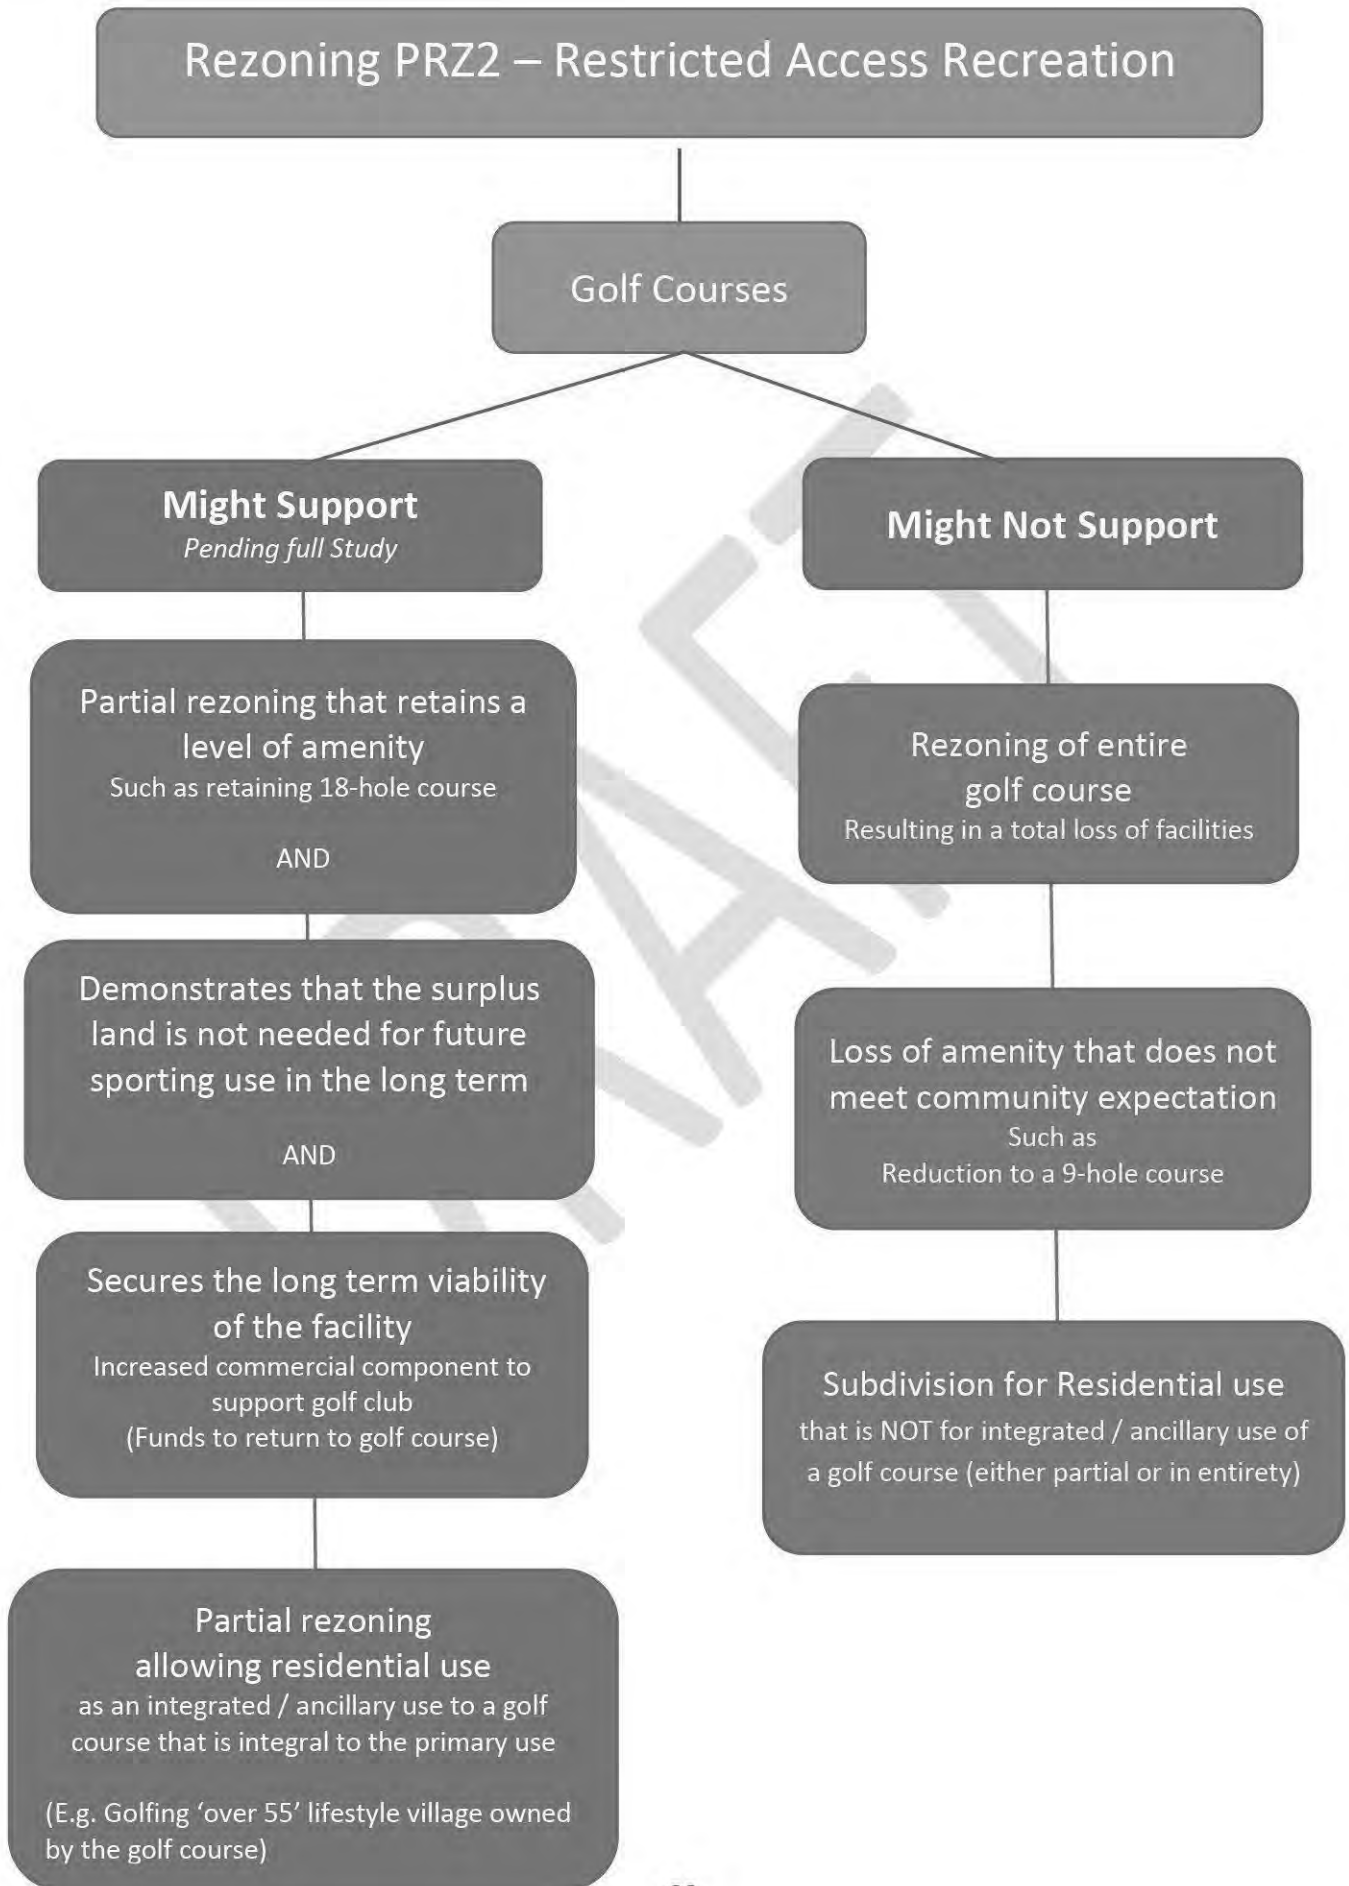 Rezoning PRZ2 – Restricted Access Recreation
Golf Courses
Might Support
Pending full Study
Partial rezoning that retains a
level of amenity
Such as retaining 18-hole course
AND
Demonstrates that the surplus
land is not needed for future
sporting use in the long term
AND
Secures the long term viability
of the facility
Increased commercial component to
support golf club
(Funds to return to golf course)
Partial rezoning
allowing residential use
as an integrated / ancillary use to a golf
course that is integral to the primary use
(E.g. Golfing ‘over 55’ lifestyle village owned
by the golf course)
Might Not Support
Rezoning of entire
golf course
Resulting in a total loss of facilities
Loss of amenity that does not
meet community expectation
Such as
Reduction to a 9-hole course
Subdivision for Residential use
that is NOT for integrated / ancillary use of
a golf course (either partial or in entirety)
DRAFT